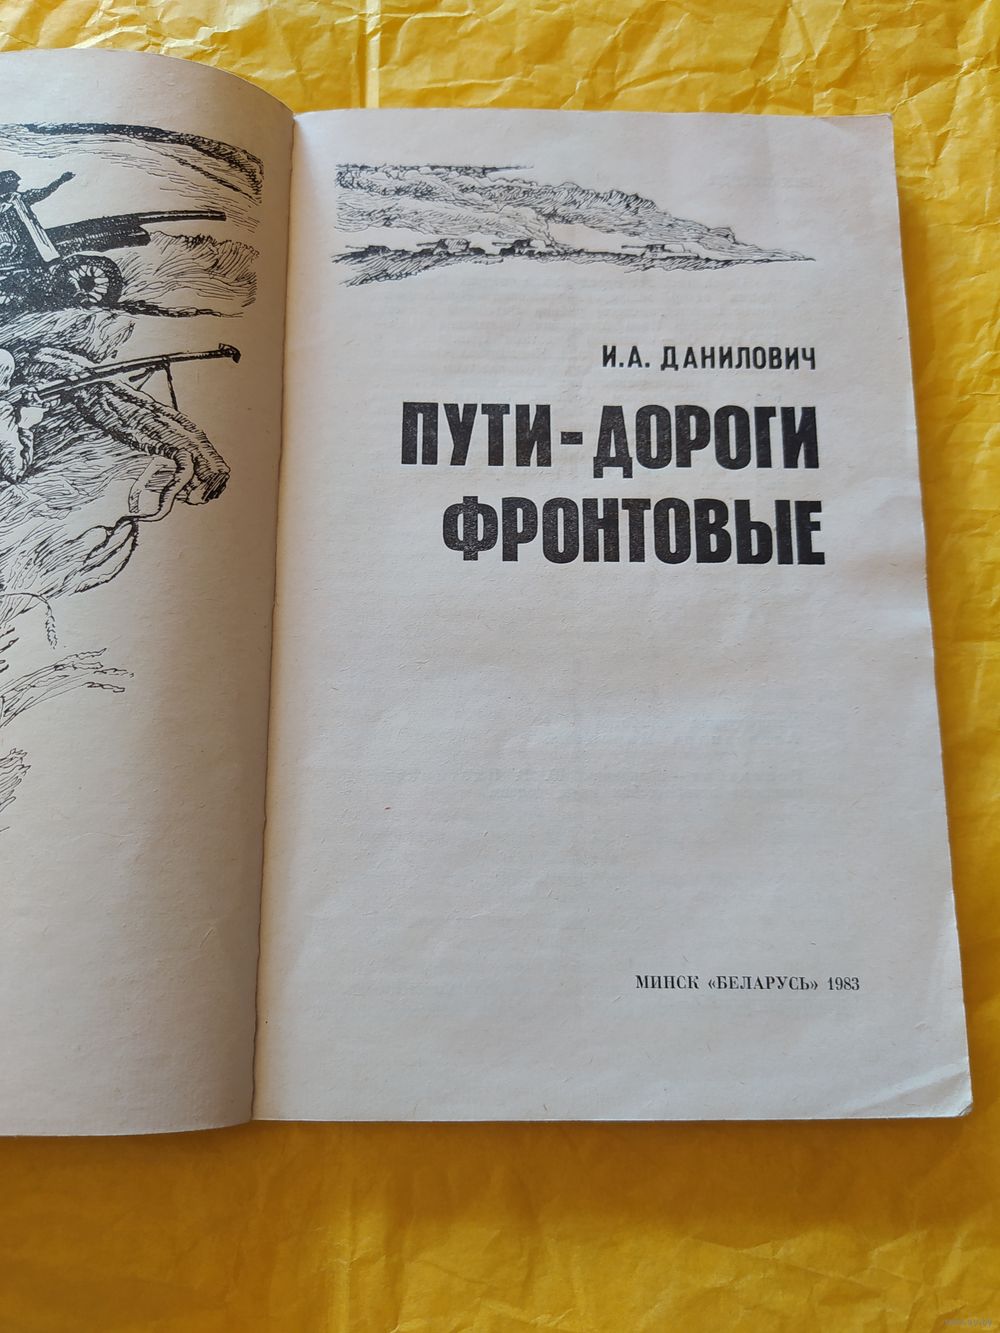 И.А. ДАНИЛОВИЧ
ПУТИ-ДОРОГИ
ФРОНТОВЫЕ
МИНСК «БЕЛАРУСЬ» 1983